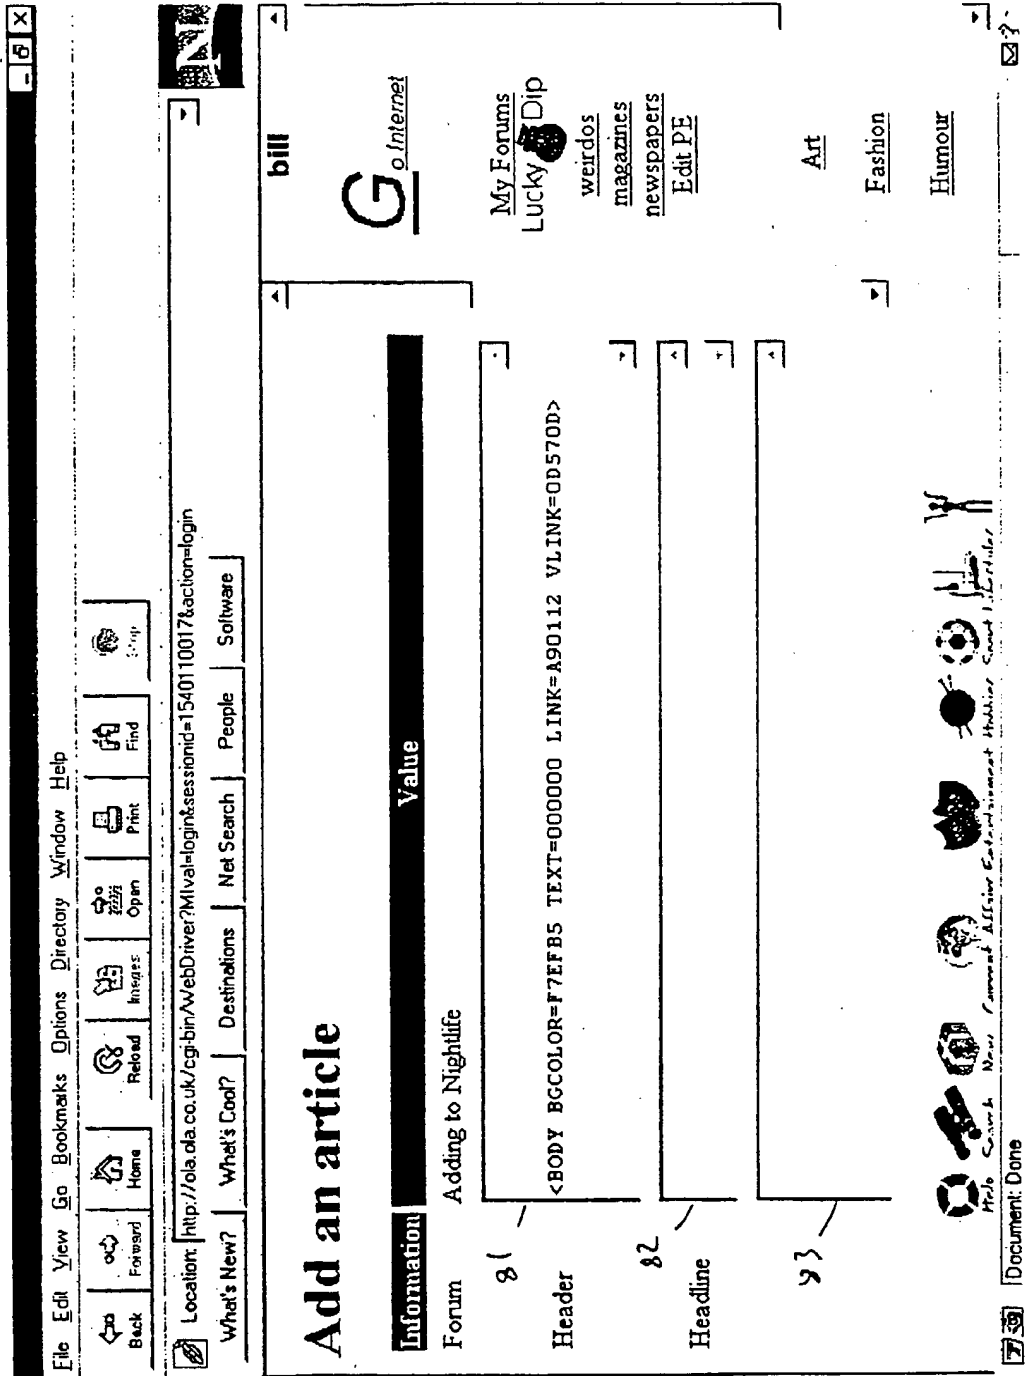 File Edit View Go Bookmarks Options Directory Window Help
Back Forward Home Reload Images Open Print Find Stop
Location: http://ola.ola.co.uk/cgi-bin/WebDriver?MIval=login&sessionid=1540110017&action=login
What's New? What's Cool? Destinations Net Search People Software
bill
Add an article
Go Internet
Information Value
Forum Adding to Nightlife
My Forums
Lucky Dip
81
Header <BODY BGCOLOR=F7EFB5 TEXT=000000 LINK=A90112 VLINK=0D570D>
weirdos
magazines
newspapers
Edit PE
82
Headline
Art
Fashion
Humour
Help Search New Current Affairs Entertainment Hobbies Sport Lifestyles
Document: Done